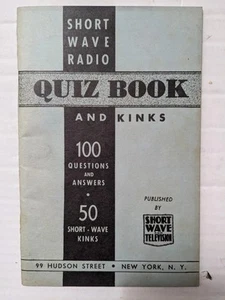 SHORT
WAVE
RADIO
QUIZ BOOK
AND KINKS
100
QUESTIONS
AND
ANSWERS
•
50
SHORT-WAVE
KINKS
PUBLISHED
BY
SHORT
WAVE
& TELEVISION
99 HUDSON STREET • NEW YORK, N. Y.